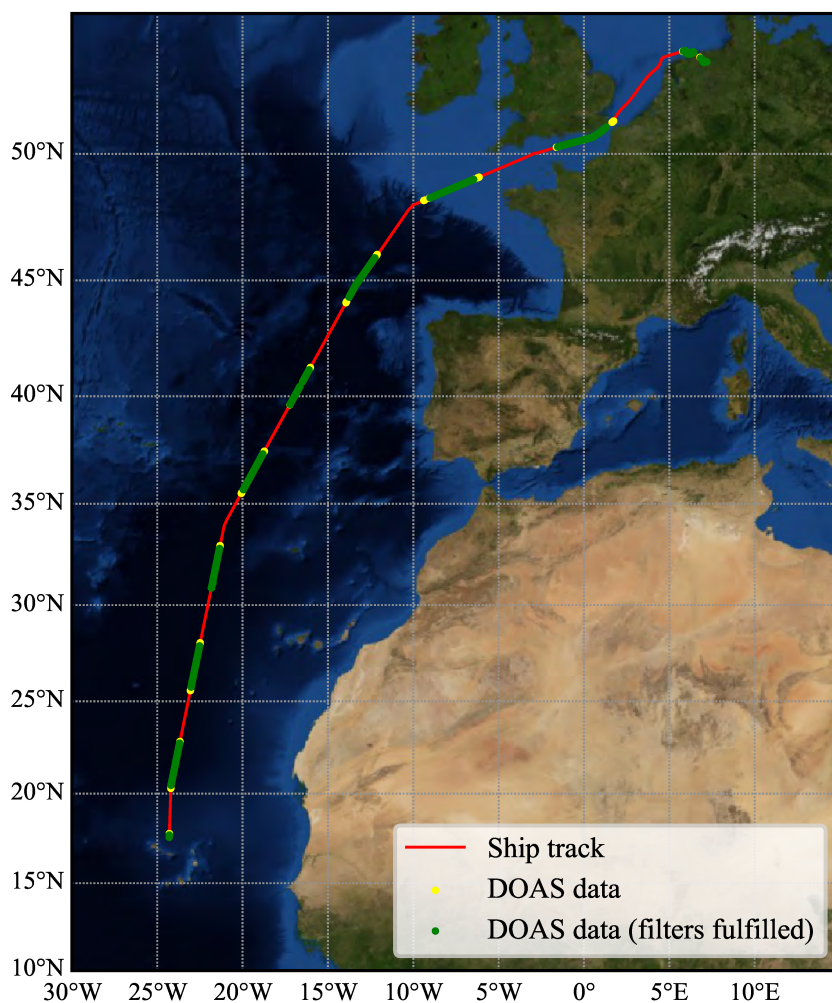 50°N
45°N
40°N
35°N
30°N
25°N
20°N
15°N
10°N
Ship track
DOAS data
DOAS data (filters fulfilled)
30°W 25°W 20°W 15°W 10°W 5°W 0° 5°E 10°E